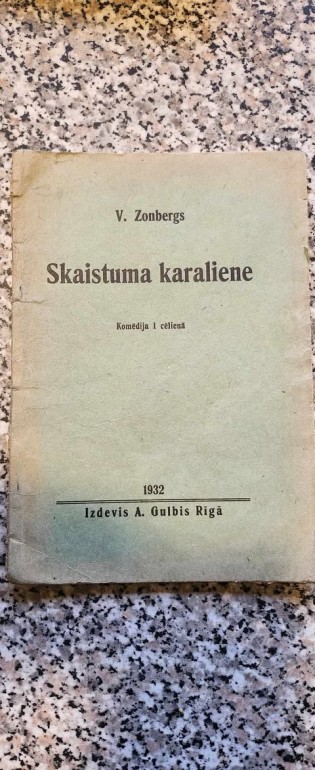 V. Zonbergs
Skaistuma karaliene
Komēdija 1 cēlienā
1932
Izdevis A. Gulbis Rīgā